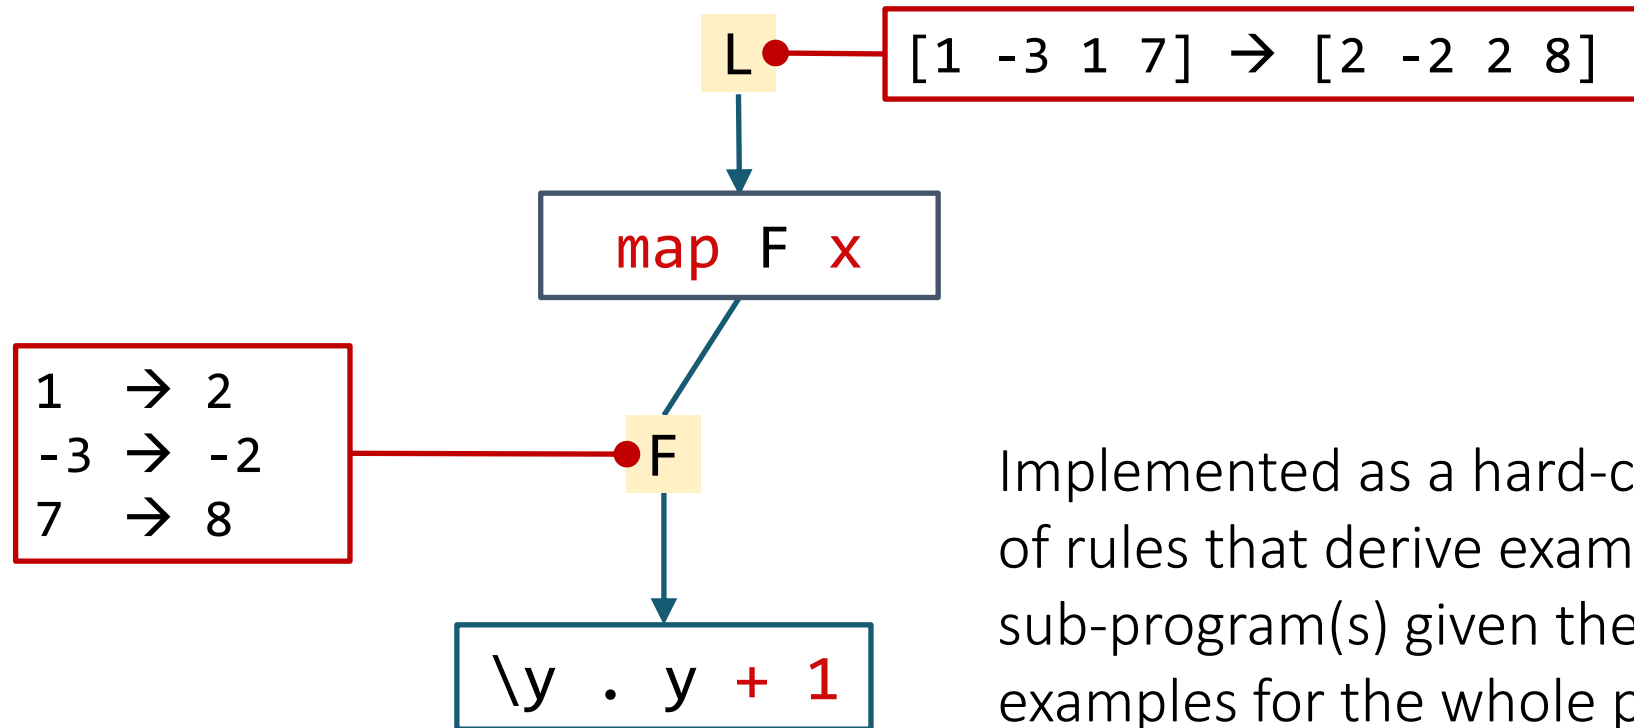 L
[1 -3 1 7] → [2 -2 2 8]
map F x
1 → 2
-3 → -2
7 → 8
F
\y . y + 1
Implemented as a hard-c
of rules that derive exam
sub-program(s) given the
examples for the whole p